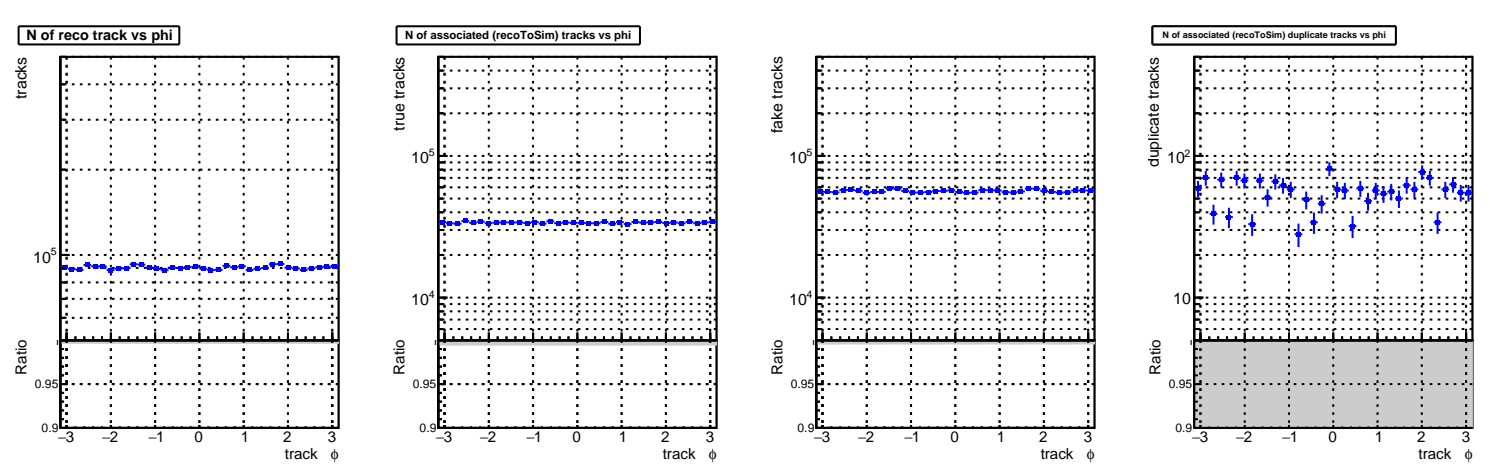 N of reco track vs phi
tracks
10^5
Ratio
0.95
0.9
−3 −2 −1 0 1 2 3
track φ
N of associated (recoToSim) tracks vs phi
true tracks
10^5
10^4
Ratio
0.95
0.9
−3 −2 −1 0 1 2 3
track φ
fake tracks
10^5
10^4
Ratio
0.95
0.9
−3 −2 −1 0 1 2 3
track φ
N of associated (recoToSim) duplicate tracks vs phi
duplicate tracks
10^2
10
Ratio
0.95
0.9
−3 −2 −1 0 1 2 3
track φ